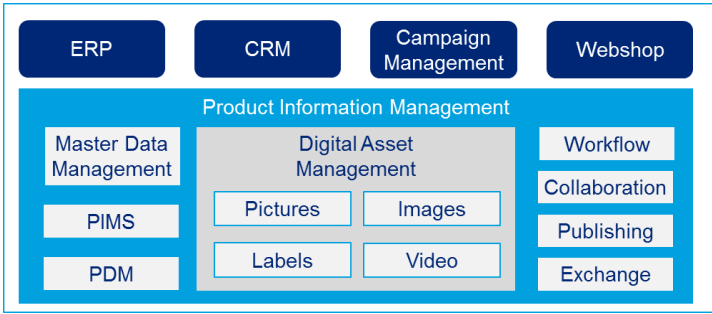 ERP
CRM
Campaign
Management
Webshop
Product Information Management
Master Data
Management
PIMS
PDM
Digital Asset
Management
Pictures
Images
Labels
Video
Workflow
Collaboration
Publishing
Exchange